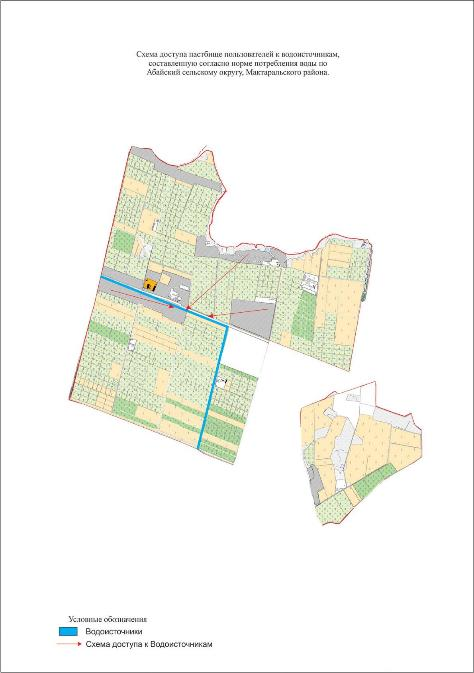 Схема доступа настбище пользователей к водоисточникам,
составленную согласно норме потребления воды по
Абайский сельскому округу, Мактаральского района.
Условные обозначения
Водоисточники
Схема доступа к Водоисточникам